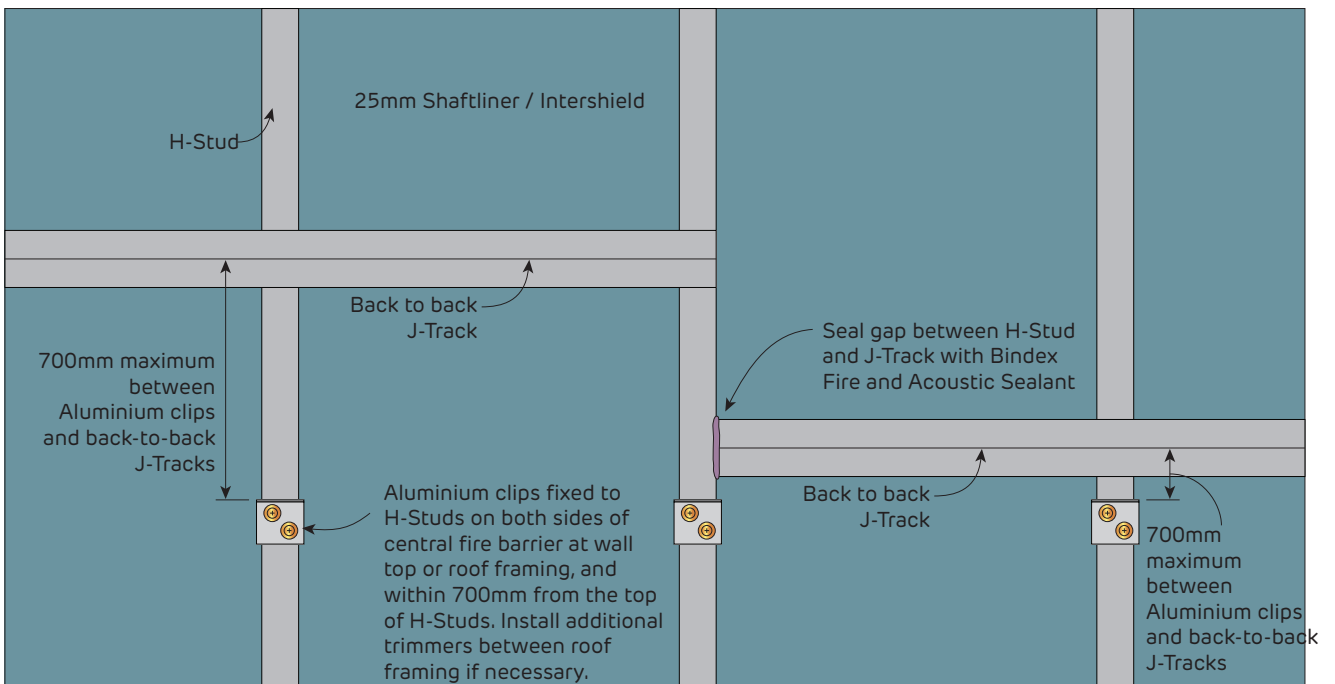 25mm Shaftliner / Intershield
H-Stud
Back to back
J-Track
700mm maximum
between
Aluminium clips
and back-to-back
J-Tracks
Seal gap between H-Stud
and J-Track with Bindex
Fire and Acoustic Sealant
Aluminium clips fixed to
H-Studs on both sides of
central fire barrier at wall
top or roof framing, and
within 700mm from the top
of H-Studs. Install additional
trimmers between roof
framing if necessary.
Back to back
J-Track
700mm
maximum
between
Aluminium clips
and back-to-back
J-Tracks